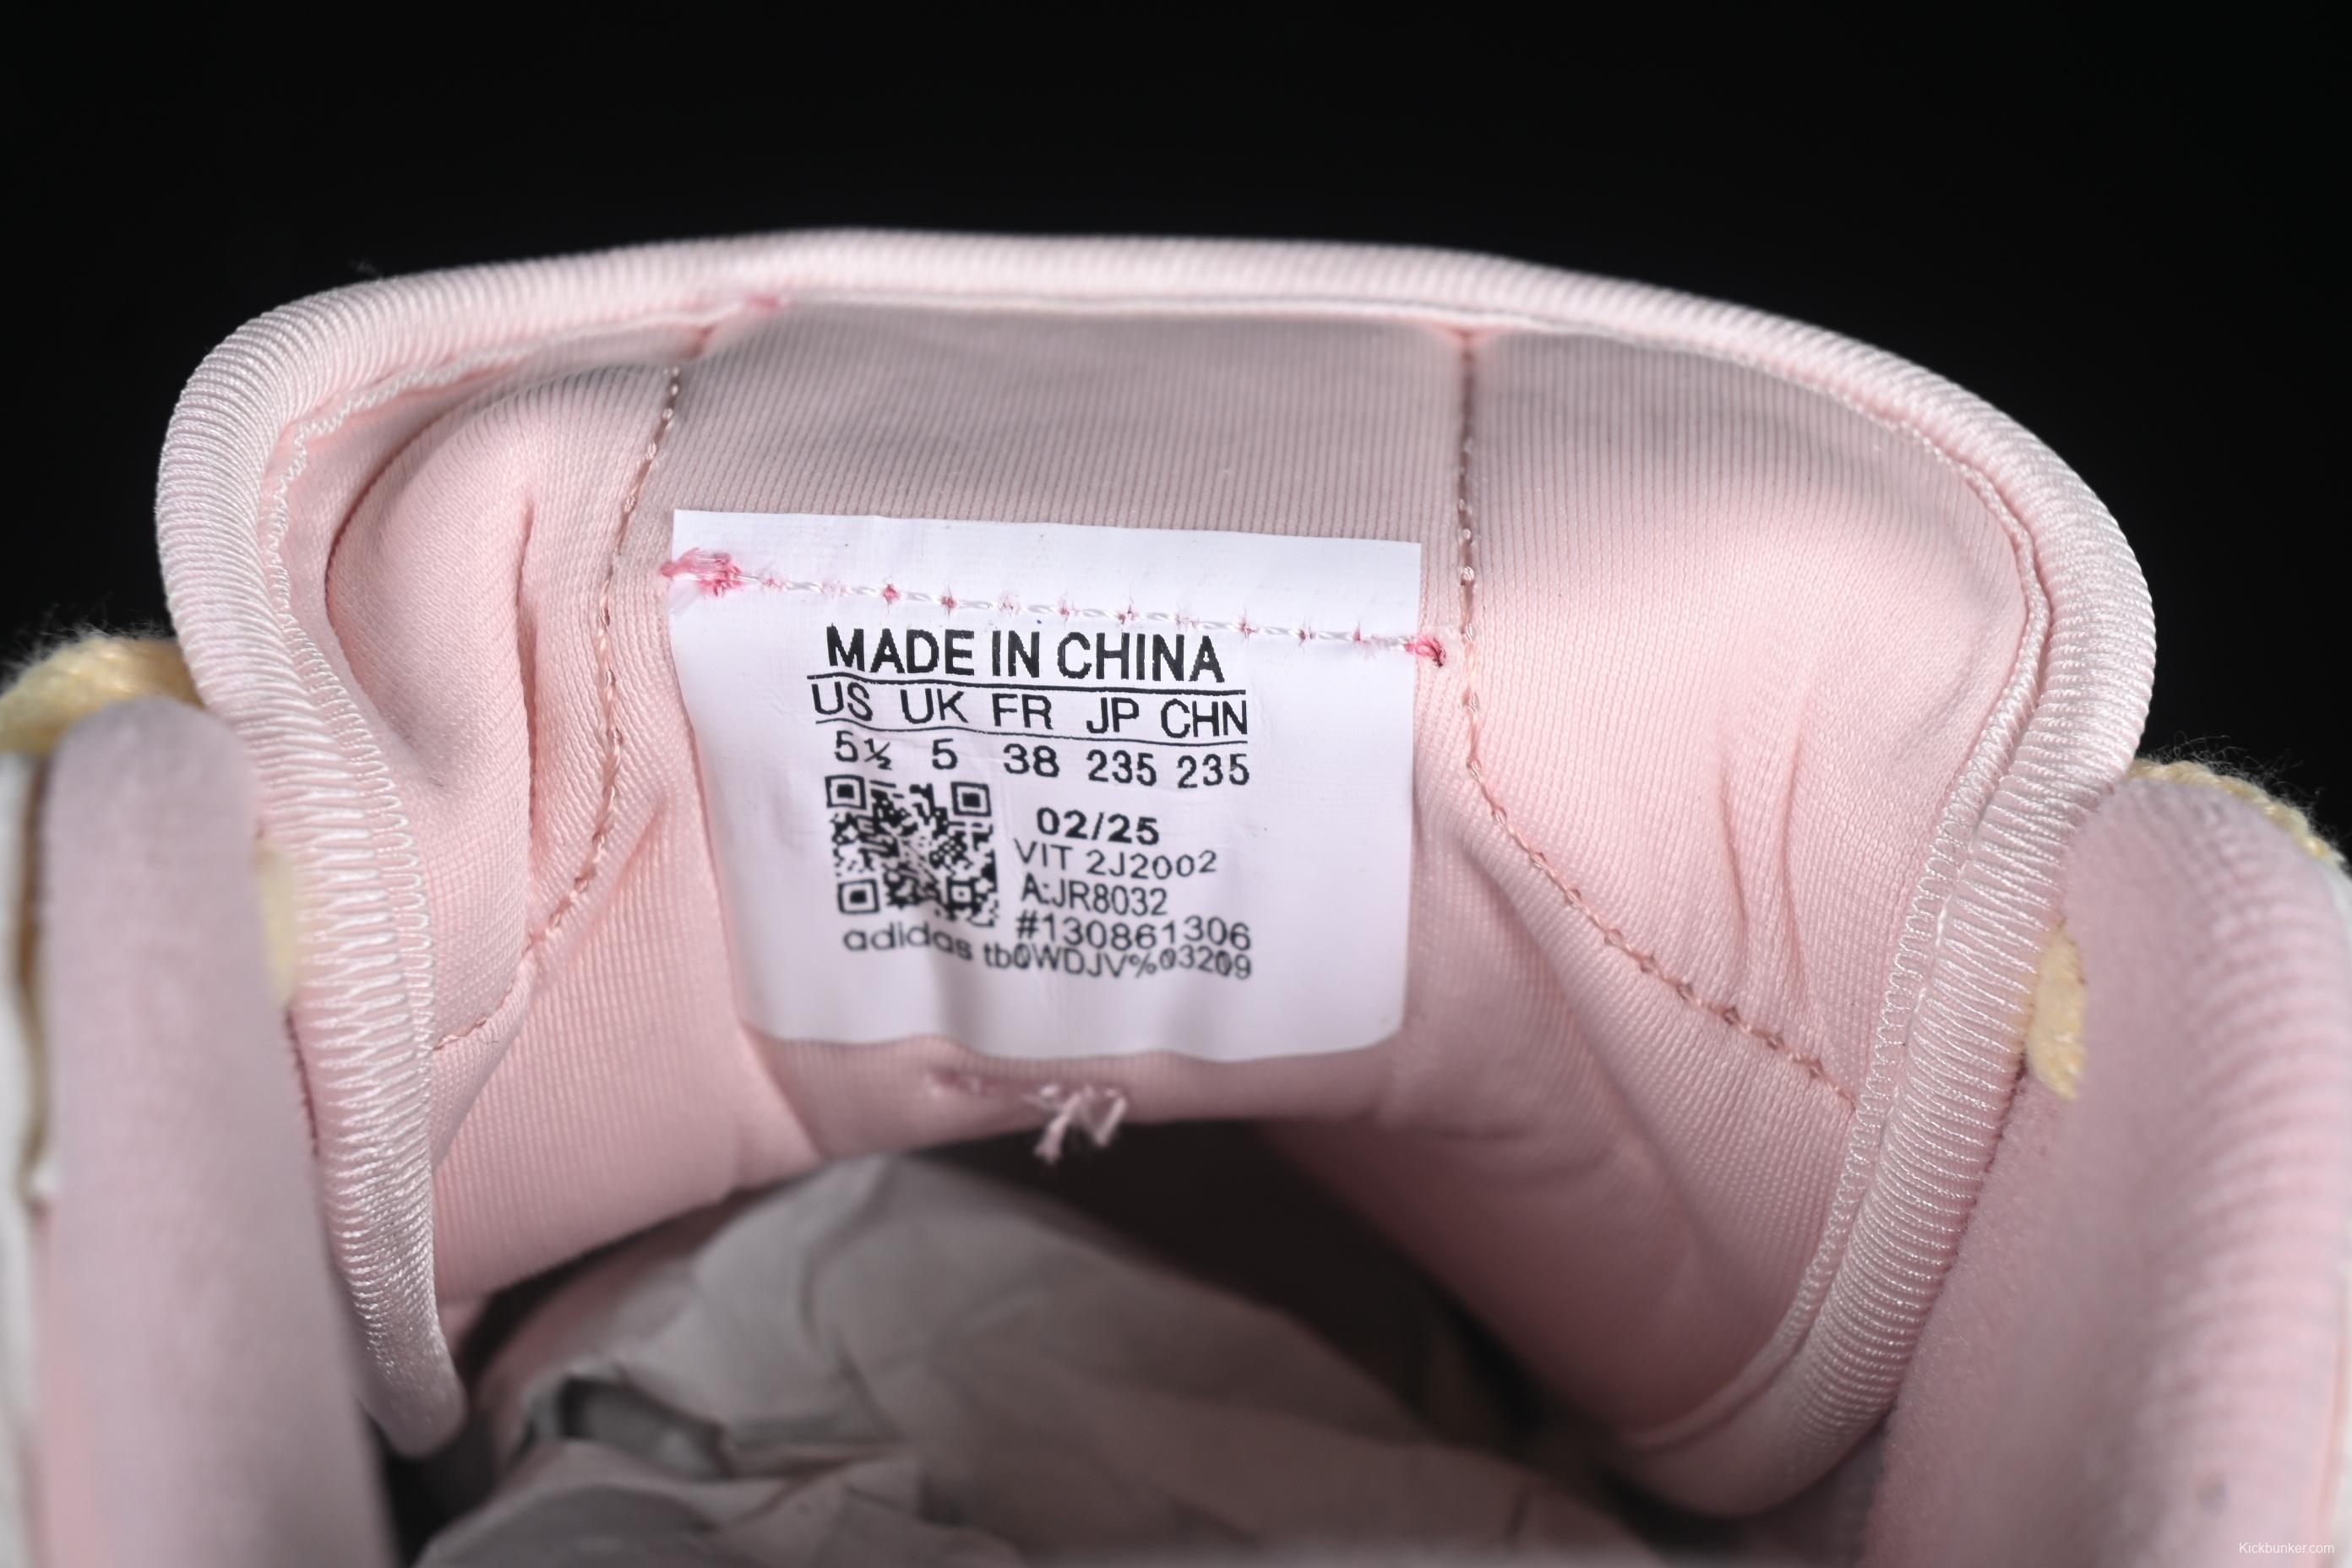 MADE IN CHINA
US UK FR JP CHN
5½ 5 38 235 235
02/25
VIT 2J2002
A:JR8032
#130861306
adidas tb0WDJV%03209
Kickbunker.com